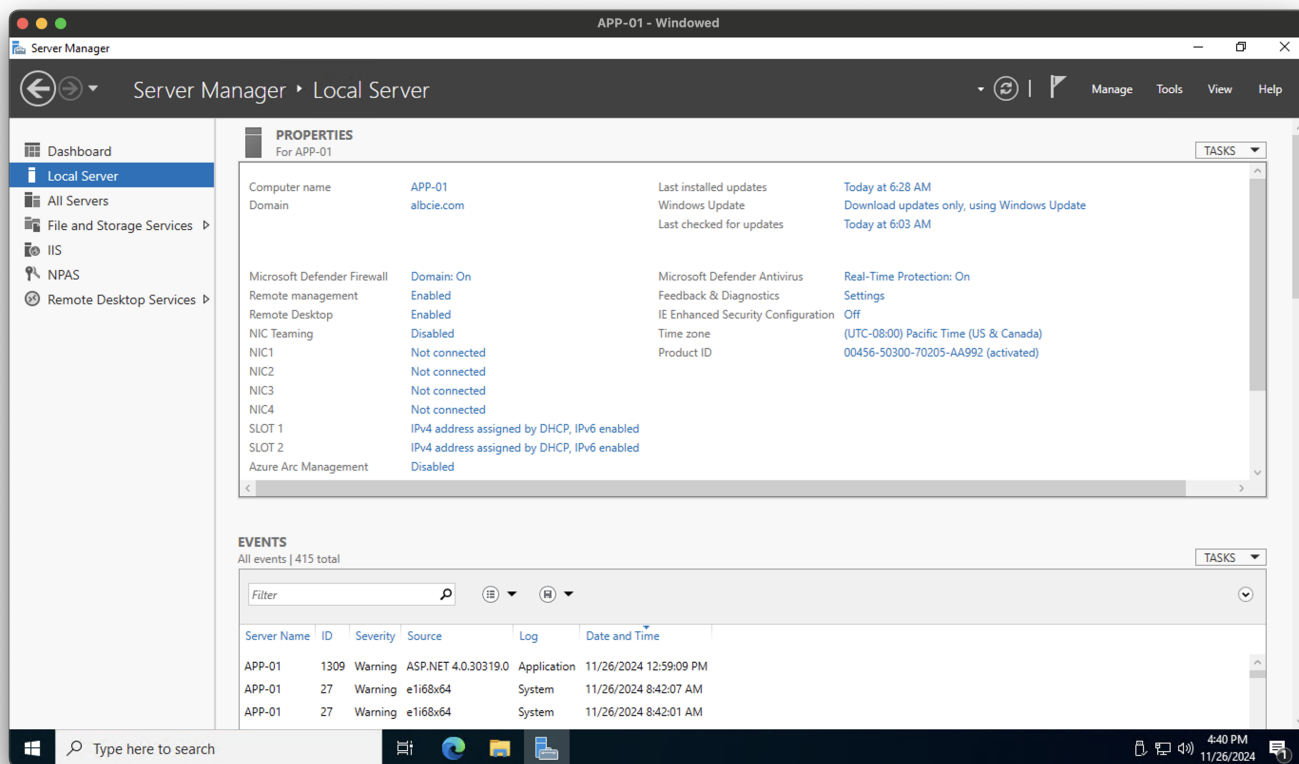 APP-01 - Windowed
Server Manager
Server Manager ‣ Local Server
Manage Tools View Help
Dashboard
Local Server
All Servers
File and Storage Services
IIS
NPAS
Remote Desktop Services
PROPERTIES
For APP-01
TASKS
Computer name APP-01 Last installed updates Today at 6:28 AM
Domain albcie.com Windows Update Download updates only, using Windows Update
Last checked for updates Today at 6:03 AM
Microsoft Defender Firewall Domain: On Microsoft Defender Antivirus Real-Time Protection: On
Remote management Enabled Feedback & Diagnostics Settings
Remote Desktop Enabled IE Enhanced Security Configuration Off
NIC Teaming Disabled Time zone (UTC-08:00) Pacific Time (US & Canada)
NIC1 Not connected Product ID 00456-50300-70205-AA992 (activated)
NIC2 Not connected
NIC3 Not connected
NIC4 Not connected
SLOT 1 IPv4 address assigned by DHCP, IPv6 enabled
SLOT 2 IPv4 address assigned by DHCP, IPv6 enabled
Azure Arc Management Disabled
EVENTS
All events | 415 total
TASKS
Filter
Server Name ID Severity Source Log Date and Time
APP-01 1309 Warning ASP.NET 4.0.30319.0 Application 11/26/2024 12:59:09 PM
APP-01 27 Warning e1i68x64 System 11/26/2024 8:42:07 AM
APP-01 27 Warning e1i68x64 System 11/26/2024 8:42:01 AM
Type here to search
4:40 PM
11/26/2024
1